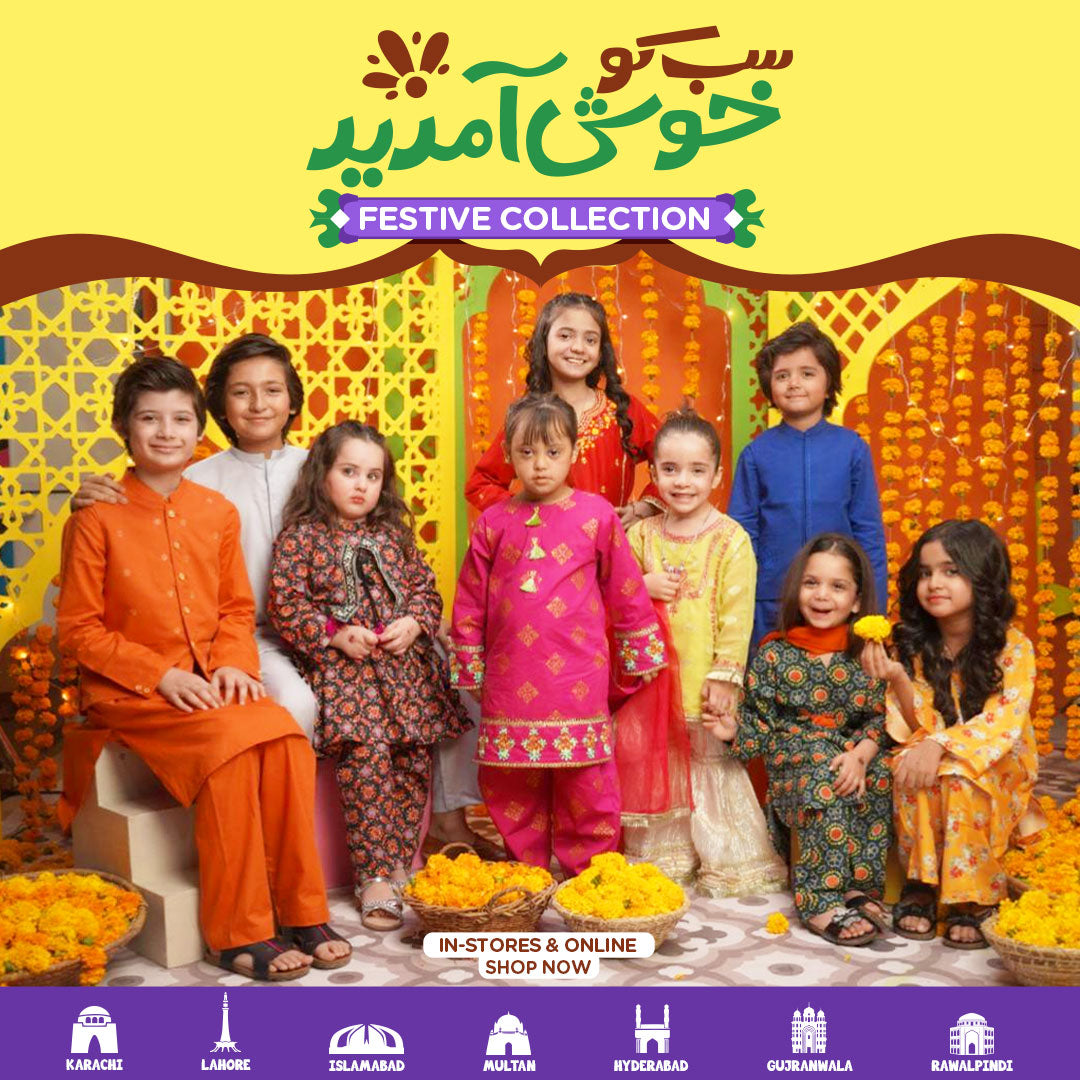 سب کو
خوش آمدید
FESTIVE COLLECTION
IN-STORES & ONLINE
SHOP NOW
KARACHI
LAHORE
ISLAMABAD
MULTAN
HYDERABAD
GUJRANWALA
RAWALPINDI